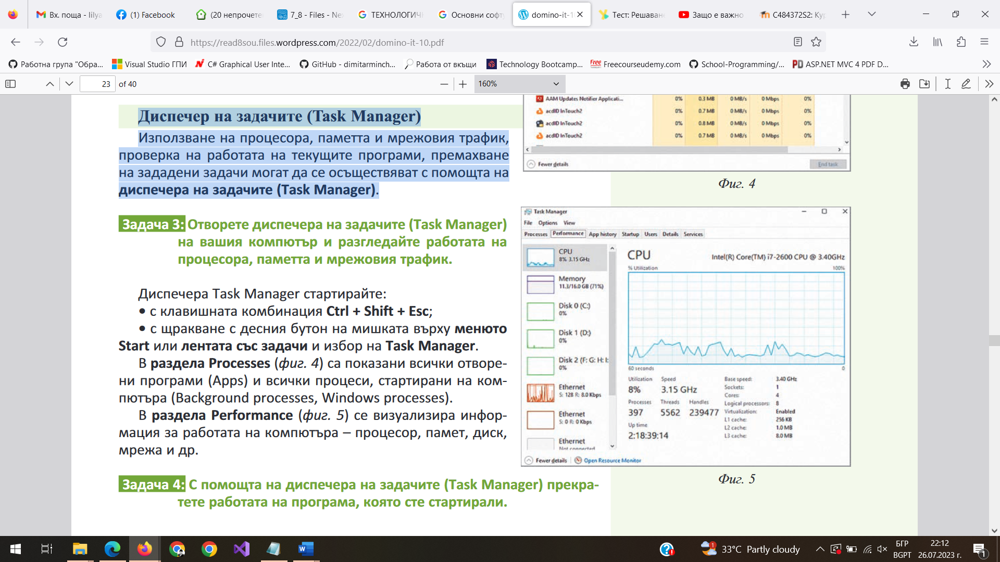 Вх. поща - lilya
(1) Facebook
(20 непрочетен
7_8 - Files - Nex
ТЕХНОЛОГИЧН
Основни софту
domino-it-10
Тест: Решаване
Защо е важно
C484372S2: Кур
https://read8sou.files.wordpress.com/2022/02/domino-it-10.pdf
Работна група "Обра...
Visual Studio ГПИ
C# Graphical User Inte...
GitHub - dimitarminch...
Работа от вкъщи
Technology Bootcamp...
Freecourseudemy.com
School-Programming/...
ASP.NET MVC 4 PDF D...
23 of 40
160%
Диспечер на задачите (Task Manager)
Използване на процесора, паметта и мрежовия трафик,
проверка на работата на текущите програми, премахване
на зададени задачи могат да се осъществяват с помощта на
диспечера на задачите (Task Manager).
Задача 3: Отворете диспечера на задачите (Task Manager)
на вашия компютър и разгледайте работата на
процесора, паметта и мрежовия трафик.
Диспечера Task Manager стартирайте:
• с клавишната комбинация Ctrl + Shift + Esc;
• с щракване с десния бутон на мишката върху менюто
Start или лентата със задачи и избор на Task Manager.
В раздела Processes (фиг. 4) са показани всички отворе-
ни програми (Apps) и всички процеси, стартирани на ком-
пютъра (Background processes, Windows processes).
В раздела Performance (фиг. 5) се визуализира инфор-
мация за работата на компютъра – процесор, памет, диск,
мрежа и др.
Задача 4: С помощта на диспечера на задачите (Task Manager) прекра-
тете работата на програма, която сте стартирали.
AAM Updates Notifier Applicati... 0% 0.3 MB 0 MB/s 0 Mbps 0%
acdID InTouch2 0% 0.7 MB 0 MB/s 0 Mbps 0%
acdID InTouch2 0% 0.8 MB 0 MB/s 0 Mbps 0%
acdID InTouch2 0% 0.7 MB 0 MB/s 0 Mbps 0%
Fewer details
End task
Фиг. 4
Task Manager
File Options View
Processes Performance App history Startup Users Details Services
CPU
8% 3.15 GHz
Memory
11.3/16.0 GB (71%)
Disk 0 (C:)
0%
Disk 1 (D:)
0%
Disk 2 (F: G: H: I:
0%
Ethernet
S: 128 R: 8.0 Kbps
Ethernet
S: 0 R: 0 Kbps
Ethernet
Not connected
CPU
Intel(R) Core(TM) i7-2600 CPU @ 3.40GHz
% Utilization 100%
60 seconds 0
Utilization Speed
8% 3.15 GHz
Processes Threads Handles
397 5562 239477
Up time
2:18:39:14
Base speed: 3.40 GHz
Sockets: 1
Cores: 4
Logical processors: 8
Virtualization: Enabled
L1 cache: 256 KB
L2 cache: 1.0 MB
L3 cache: 8.0 MB
Fewer details
Open Resource Monitor
Фиг. 5
33°C Partly cloudy
БГР
BGPT
22:12
26.07.2023 г.
1